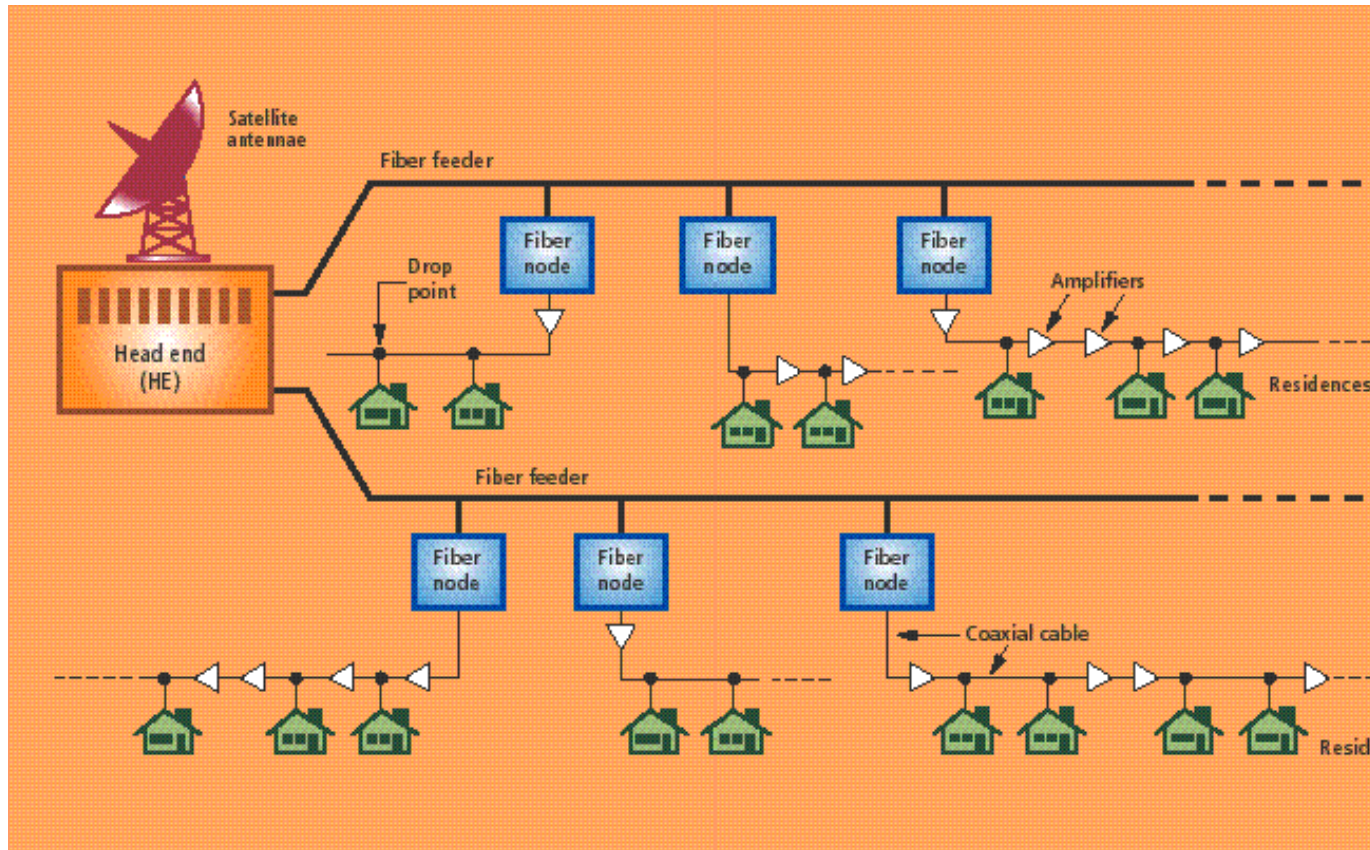 Satellite
antennae
Fiber feeder
Fiber
node
Fiber
node
Fiber
node
Drop
point
Amplifiers
Head end
(HE)
Residences
Fiber feeder
Fiber
node
Fiber
node
Fiber
node
Coaxial cable
Resid